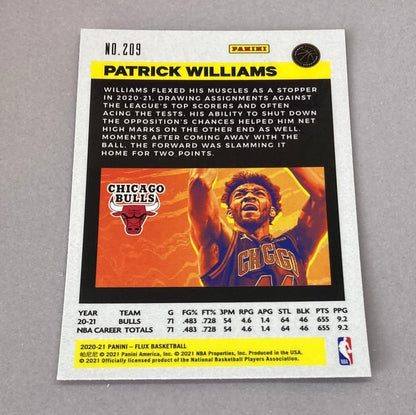 NO. 209
PANINI
PATRICK WILLIAMS
WILLIAMS FLEXED HIS MUSCLES AS A STOPPER
IN 2020-21, DRAWING ASSIGNMENTS AGAINST
THE LEAGUE'S TOP SCORERS AND OFTEN
ACING THE TESTS. HIS ABILITY TO SHUT DOWN
THE OPPOSITION'S CHANCES HELPED HIM NET
HIGH MARKS ON THE OTHER END AS WELL.
MOMENTS AFTER COMING AWAY WITH THE
BALL, THE FORWARD WAS SLAMMING IT
HOME FOR TWO POINTS.
CHICAGO
BULLS
CHICAGO
44
YEAR TEAM G FG% FT% 3PM RPG APG STL BLK PTS PPG
20-21 BULLS 71 .483 .728 54 4.6 1.4 64 46 655 9.2
NBA CAREER TOTALS 71 .483 .728 54 4.6 1.4 64 46 655 9.2
2020-21 PANINI – FLUX BASKETBALL
帕尼尼 © 2021 Panini America, Inc. © 2021 NBA Properties, Inc. Produced in the USA.
© 2021 Officially licensed product of the National Basketball Players Association.
NBA